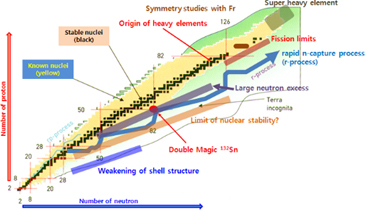 Symmetry studies with Fr
Super heavy element
Stable nuclei
(black)
Origin of heavy elements
126
Fission limits
Known nuclei
(yellow)
82
rapid n-capture process
(r-process)
r-process
Large neutron excess
50
Terra
incognita
Limit of nuclear stability?
82
28
20
50
Double Magic ¹³²Sn
8
28
2
20
Weakening of shell structure
2 8
Number of proton
Number of neutron